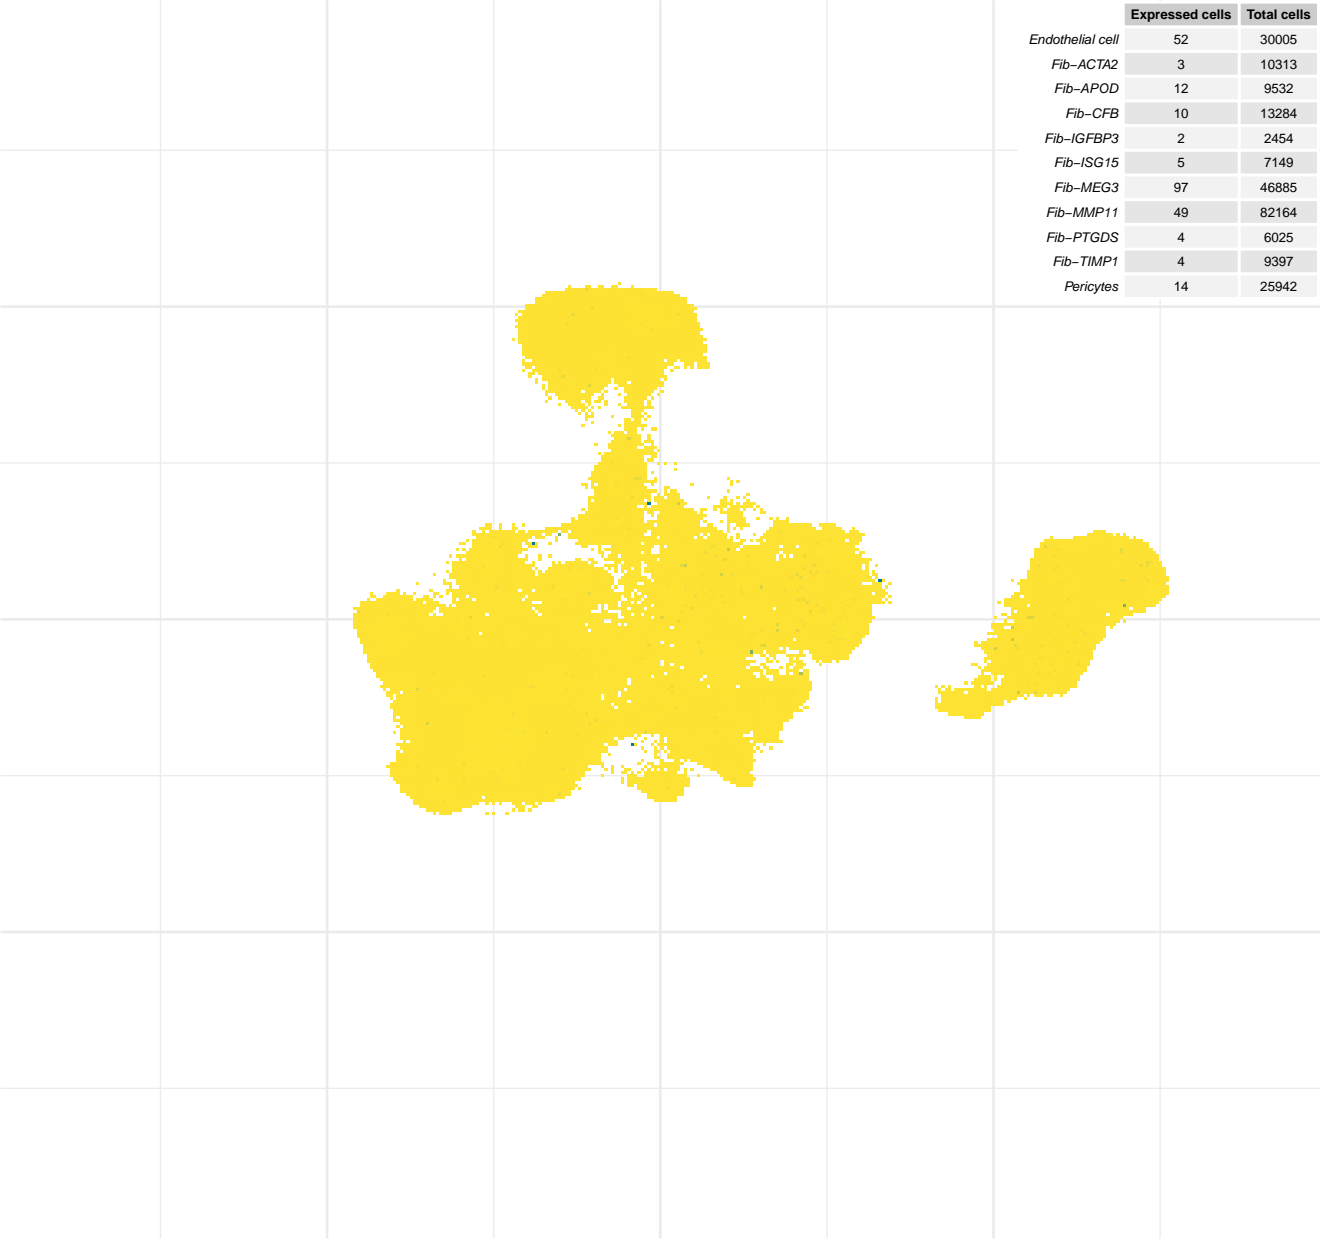 Expressed cells Total cells
Endothelial cell 52 30005
Fib−ACTA2 3 10313
Fib−APOD 12 9532
Fib−CFB 10 13284
Fib−IGFBP3 2 2454
Fib−ISG15 5 7149
Fib−MEG3 97 46885
Fib−MMP11 49 82164
Fib−PTGDS 4 6025
Fib−TIMP1 4 9397
Pericytes 14 25942